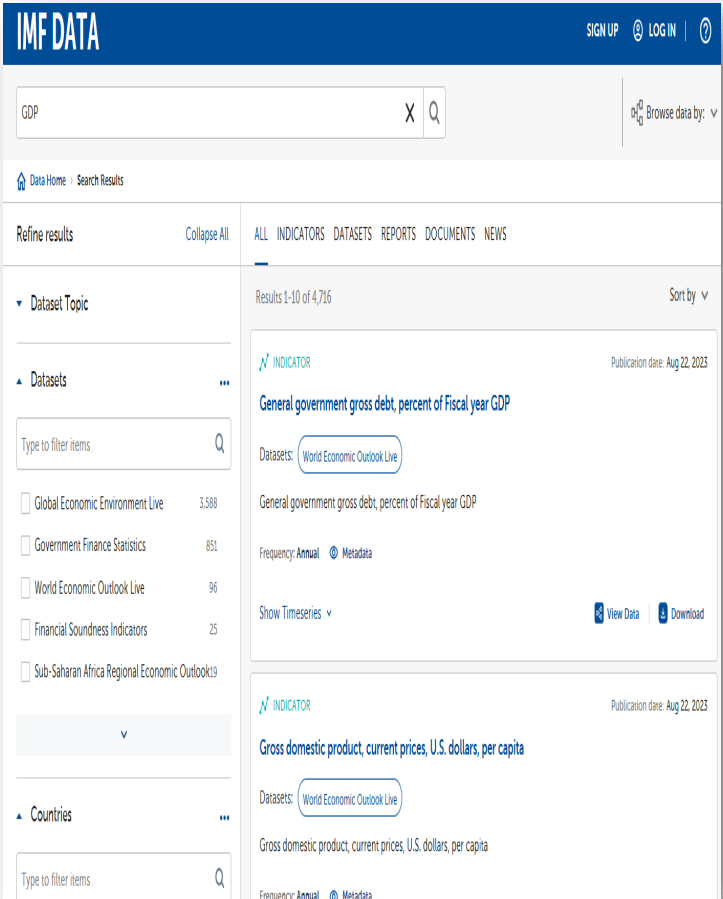 IMF DATA
SIGN UP LOG IN
GDP
Browse data by:
Data Home Search Results
Refine results Collapse All
ALL INDICATORS DATASETS REPORTS DOCUMENTS NEWS
Dataset Topic
Results 1-10 of 4,716 Sort by
Datasets
Type to filter items
Global Economic Environment Live 3,588
Government Finance Statistics 851
World Economic Outlook Live 96
Financial Soundness Indicators 25
Sub-Saharan Africa Regional Economic Outlook19
Countries
Type to filter items
INDICATOR Publication date: Aug 22, 2023
General government gross debt, percent of Fiscal year GDP
Datasets: World Economic Outlook Live
General government gross debt, percent of Fiscal year GDP
Frequency: Annual Metadata
Show Timeseries View Data Download
INDICATOR Publication date: Aug 22, 2023
Gross domestic product, current prices, U.S. dollars, per capita
Datasets: World Economic Outlook Live
Gross domestic product, current prices, U.S. dollars, per capita
Frequency: Annual Metadata